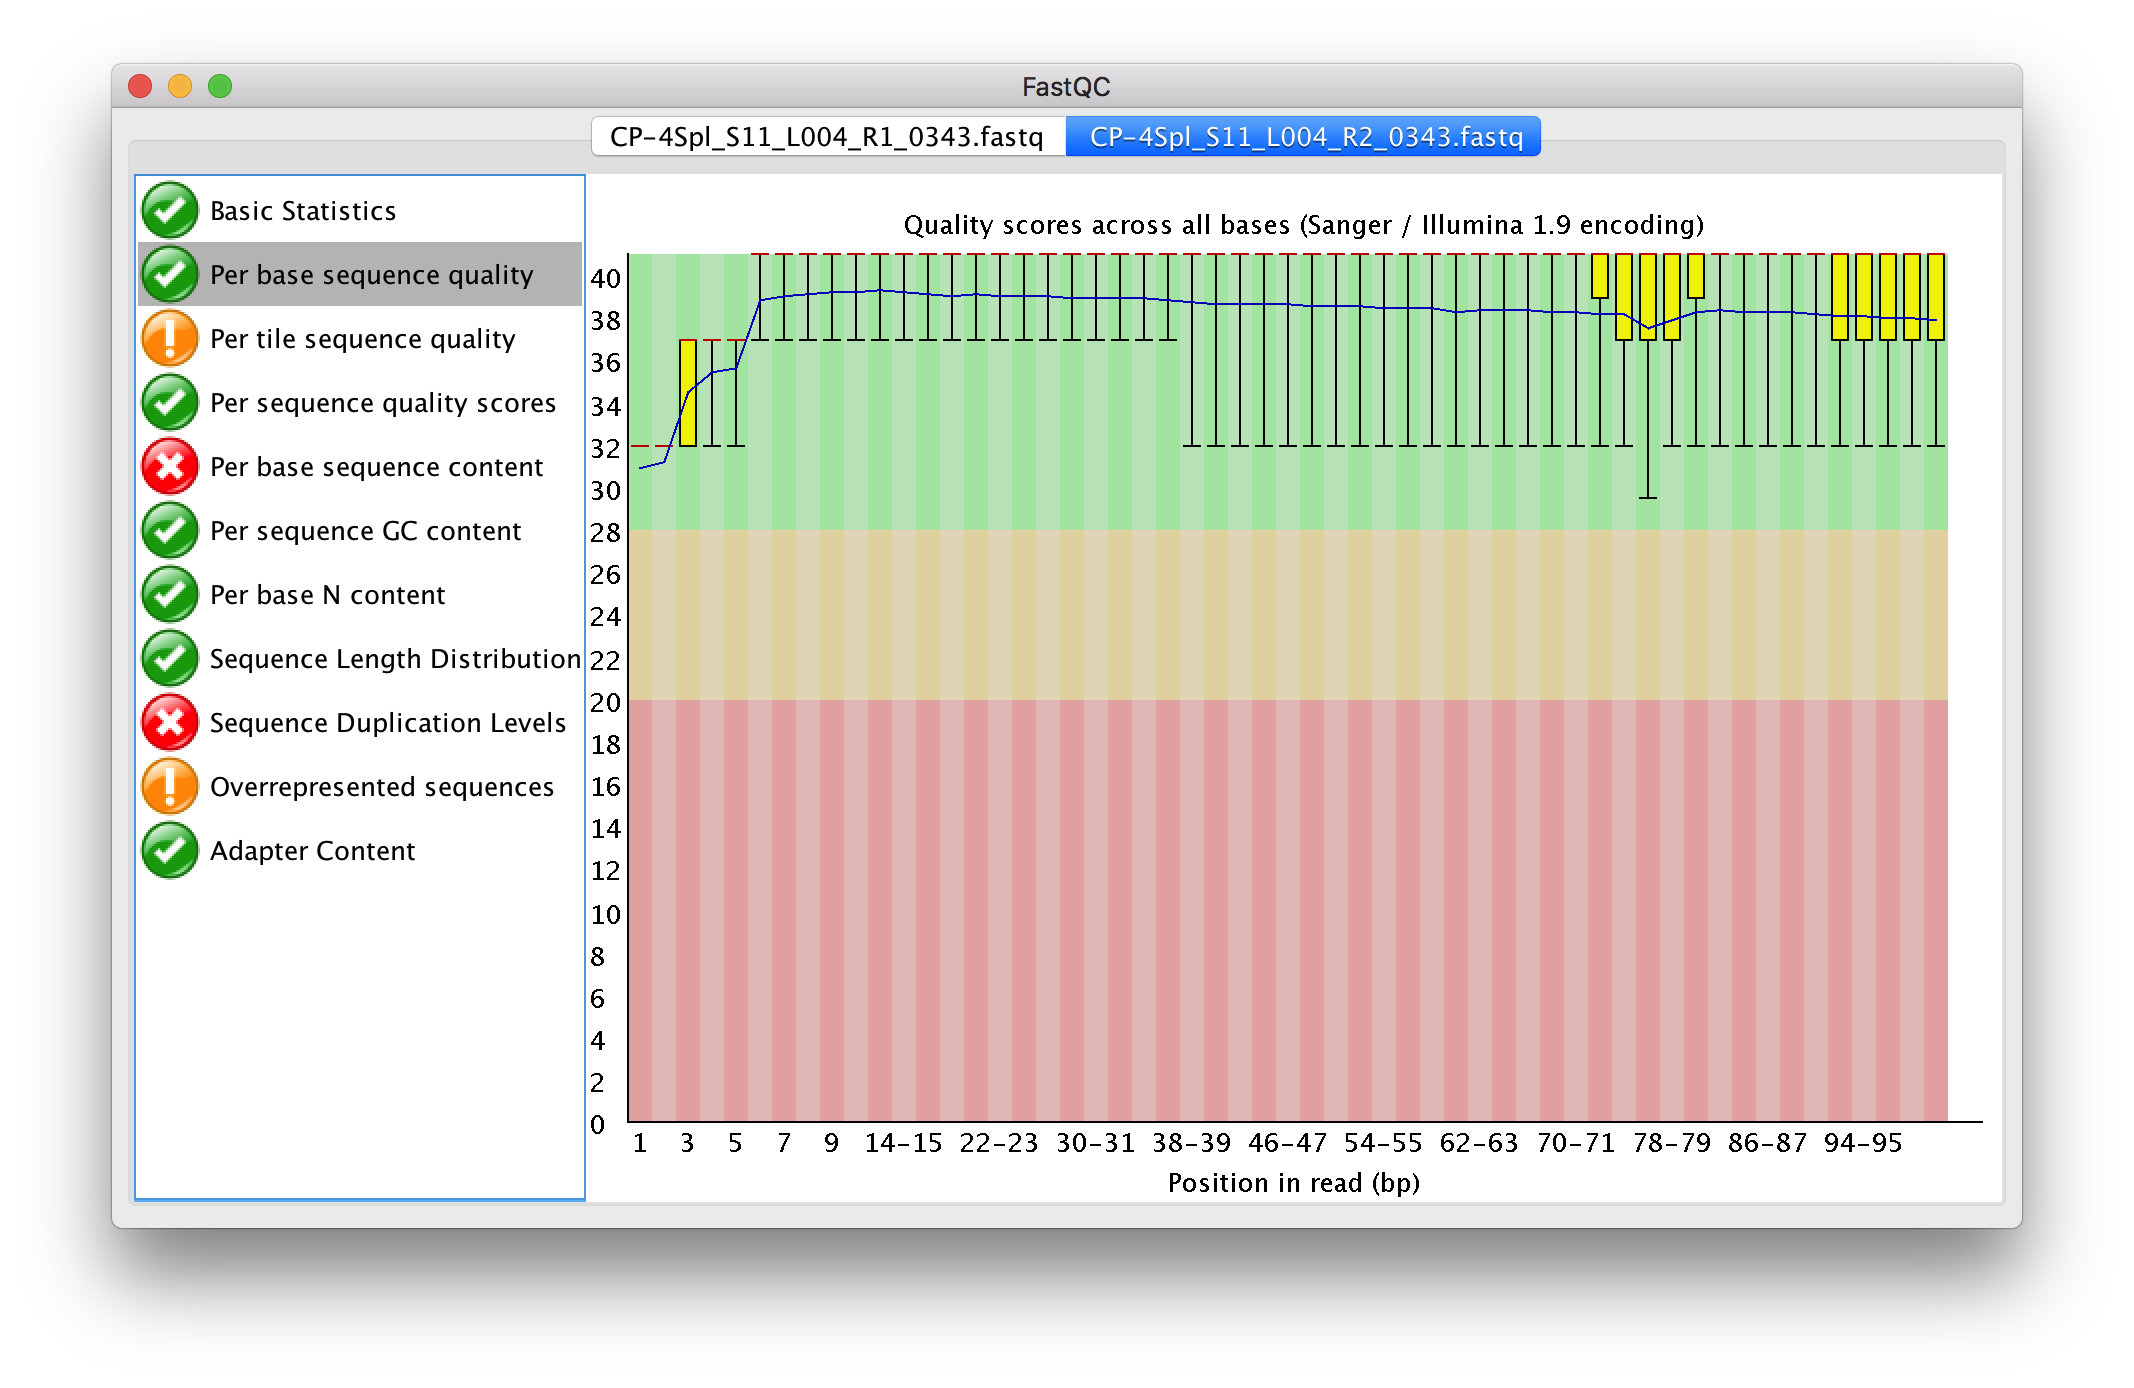 FastQC
CP-4Spl_S11_L004_R1_0343.fastq CP-4Spl_S11_L004_R2_0343.fastq
Basic Statistics
Per base sequence quality
Per tile sequence quality
Per sequence quality scores
Per base sequence content
Per sequence GC content
Per base N content
Sequence Length Distribution
Sequence Duplication Levels
Overrepresented sequences
Adapter Content
Quality scores across all bases (Sanger / Illumina 1.9 encoding)
40
38
36
34
32
30
28
26
24
22
20
18
16
14
12
10
8
6
4
2
0
1 3 5 7 9 14-15 22-23 30-31 38-39 46-47 54-55 62-63 70-71 78-79 86-87 94-95
Position in read (bp)